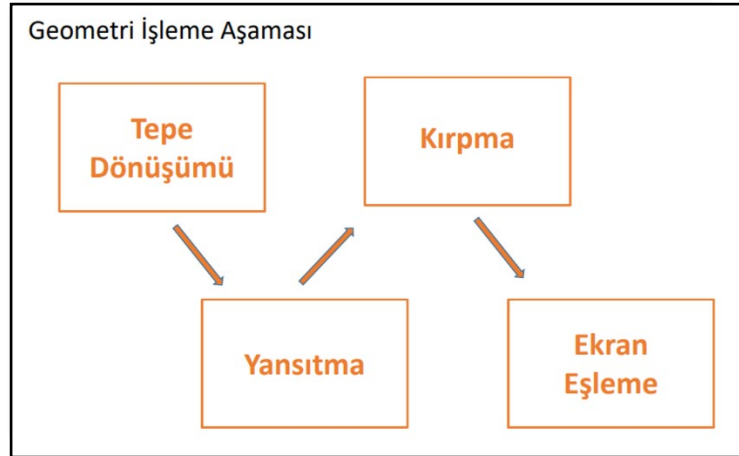 Geometri İşleme Aşaması
Tepe
Dönüşümü
Yansıtma
Kırpma
Ekran
Eşleme